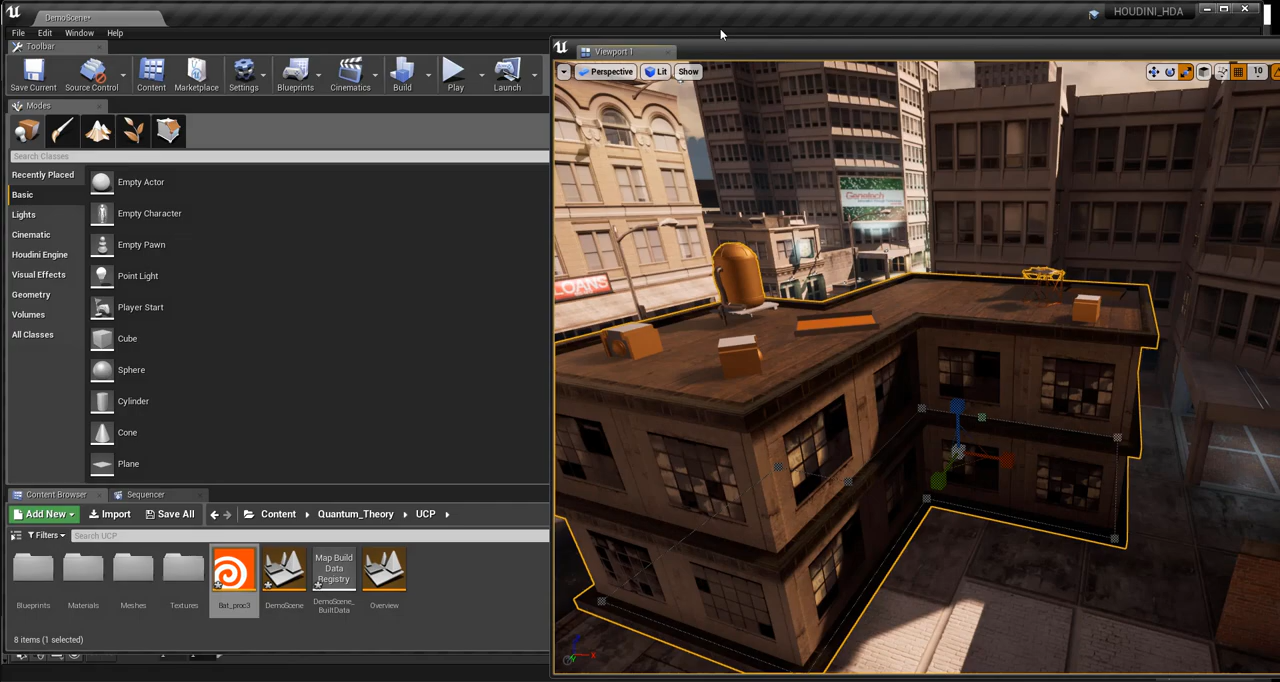 DemoScene•
HOUDINI_HDA
File Edit Window Help
Toolbar
Save Current Source Control Content Marketplace Settings Blueprints Cinematics Build Play Launch
Modes
Search Classes
Recently Placed
Basic
Lights
Cinematic
Houdini Engine
Visual Effects
Geometry
Volumes
All Classes
Empty Actor
Empty Character
Empty Pawn
Point Light
Player Start
Cube
Sphere
Cylinder
Cone
Plane
Content Browser Sequencer
Add New Import Save All Content Quantum_Theory UCP
Filters Search UCP
Blueprints Materials Meshes Textures Bat_proc3 DemoScene
Map Build
Data
Registry
DemoScene_
BuiltData
Overview
8 items (1 selected)
Viewport 1
Perspective Lit Show
10
Genetech
LOANS